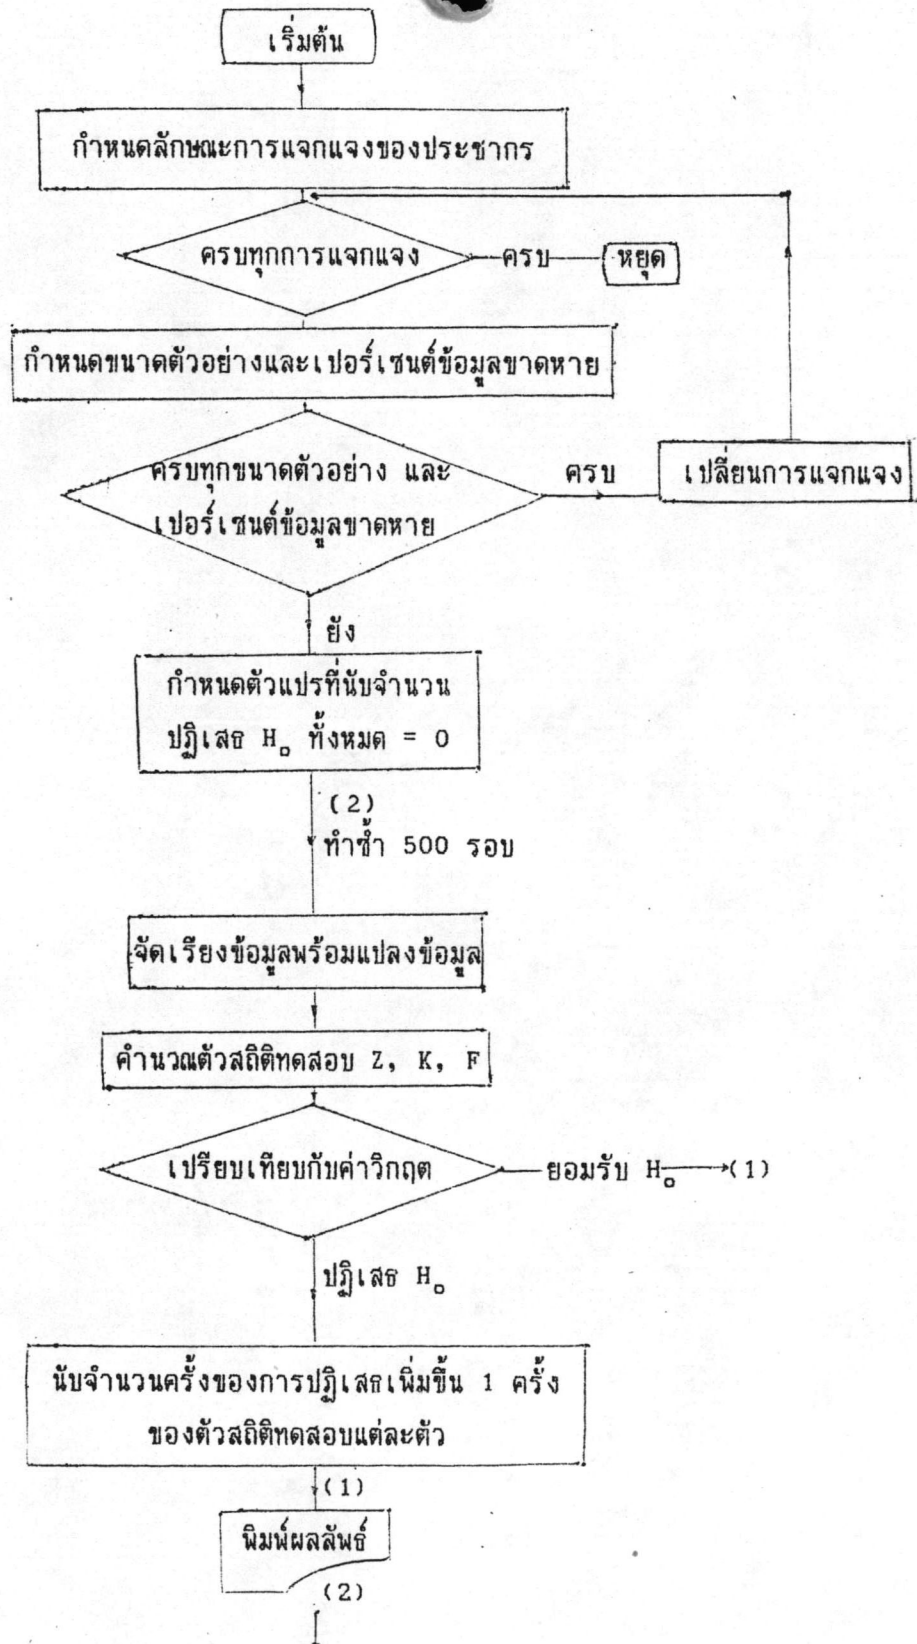 เริ่มต้น
กำหนดลักษณะการแจกแจงของประชากร
ครบทุกการแจกแจง
ครบ
หยุด
กำหนดขนาดตัวอย่างและเปอร์เซนต์ข้อมูลขาดหาย
ครบทุกขนาดตัวอย่าง และ
เปอร์เซนต์ข้อมูลขาดหาย
ครบ
เปลี่ยนการแจกแจง
ยัง
กำหนดตัวแปรที่นับจำนวน
ปฏิเสธ H₀ ทั้งหมด = 0
(2)
ทำซ้ำ 500 รอบ
จัดเรียงข้อมูลพร้อมแปลงข้อมูล
คำนวณตัวสถิติทดสอบ Z, K, F
เปรียบเทียบกับค่าวิกฤต
ยอมรับ H₀ (1)
ปฏิเสธ H₀
นับจำนวนครั้งของการปฏิเสธเพิ่มขึ้น 1 ครั้ง
ของตัวสถิติทดสอบแต่ละตัว
(1)
พิมพ์ผลลัพธ์
(2)